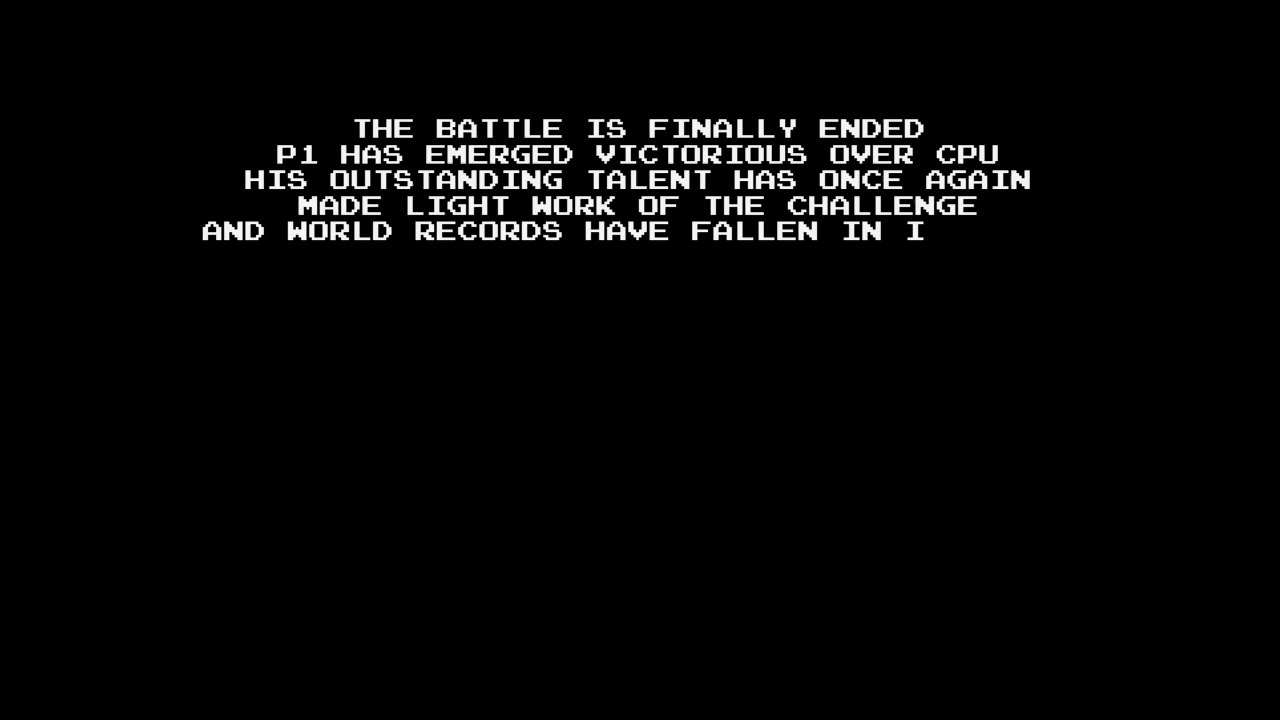 THE BATTLE IS FINALLY ENDED
P1 HAS EMERGED VICTORIOUS OVER CPU
HIS OUTSTANDING TALENT HAS ONCE AGAIN
MADE LIGHT WORK OF THE CHALLENGE
AND WORLD RECORDS HAVE FALLEN IN I